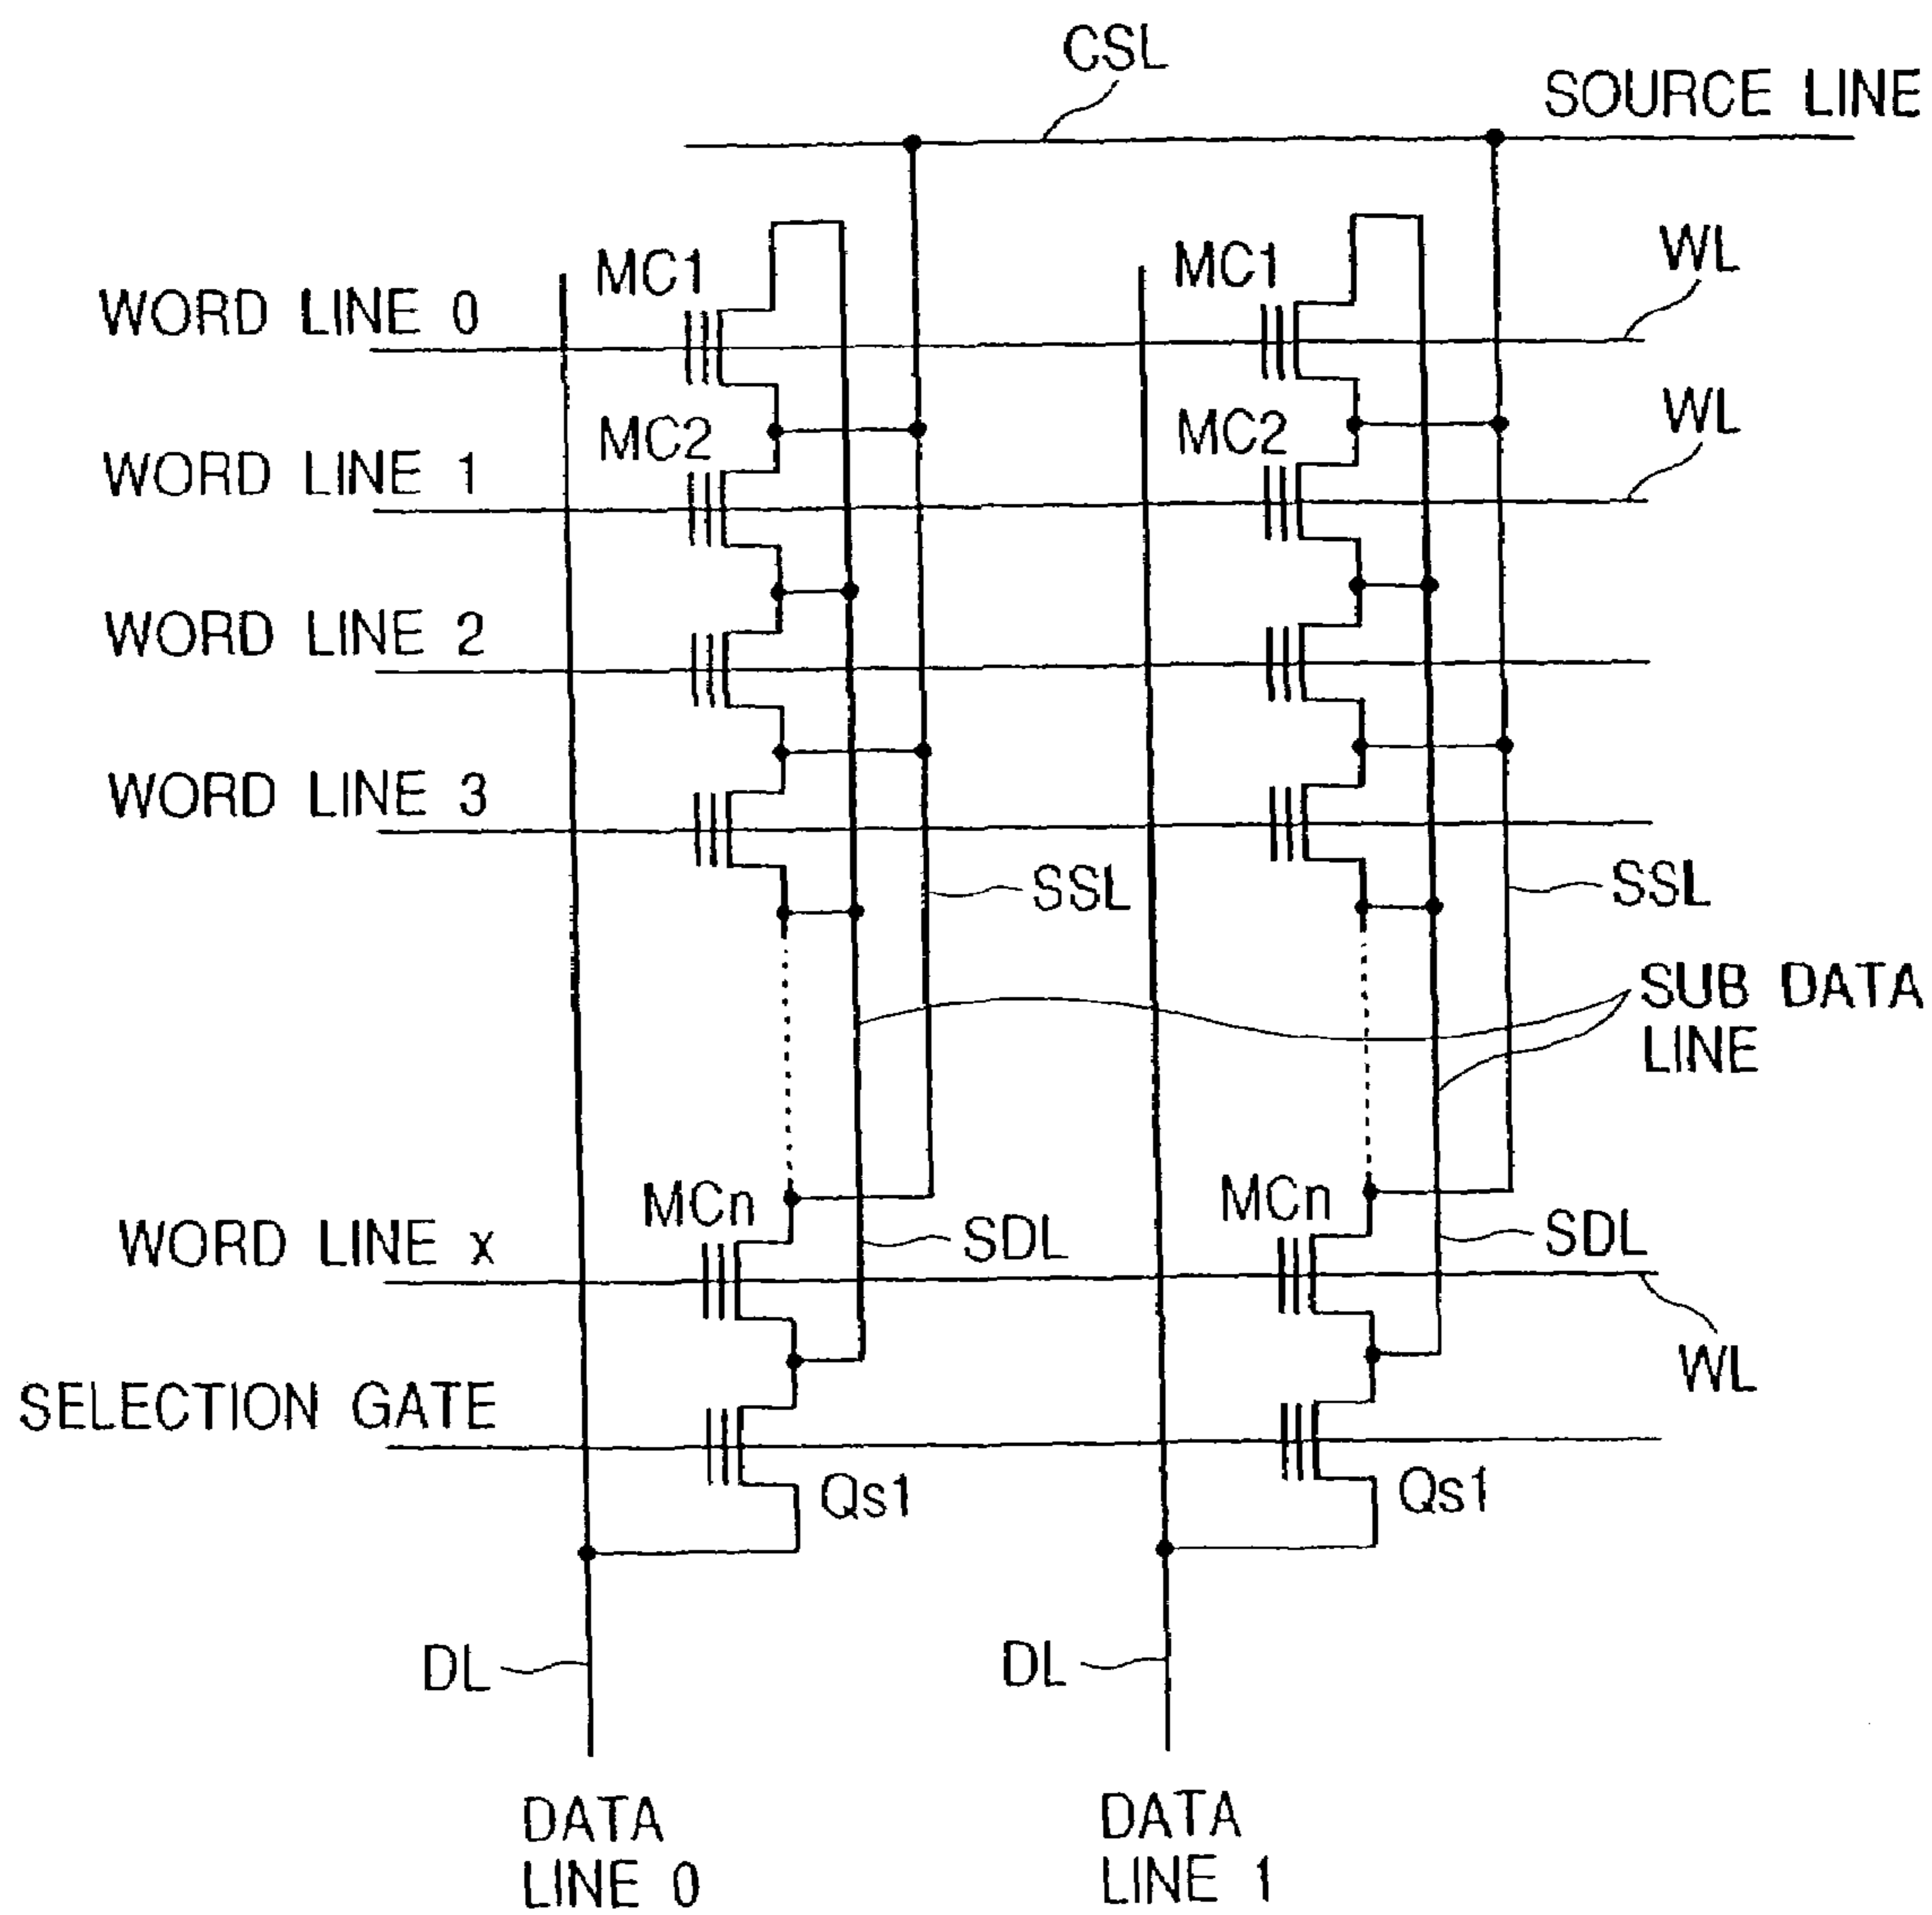 CSL
SOURCE LINE
MC1
MC1
WL
WORD LINE 0
MC2
MC2
WL
WORD LINE 1
WORD LINE 2
WORD LINE 3
SSL
SSL
SUB DATA
LINE
MCn
MCn
WORD LINE x
SDL
SDL
WL
SELECTION GATE
Qs1
Qs1
DL
DL
DATA
LINE 0
DATA
LINE 1